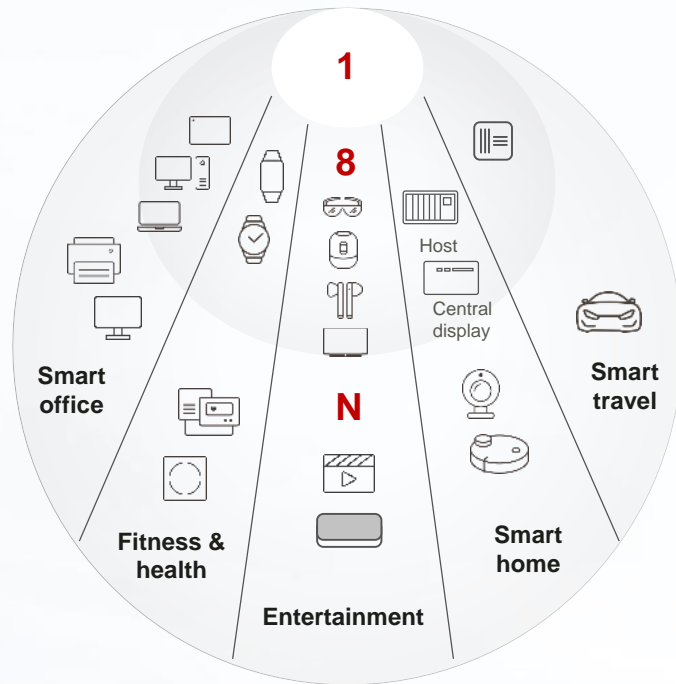 1
8
Host
Central
display
Smart
office
Smart
travel
N
Fitness &
health
Smart
home
Entertainment